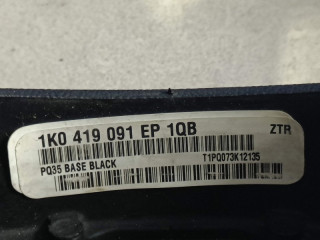 1K0 419 091 EP 1QB ZTR
PQ35 BASE BLACK T1PQ073K12135